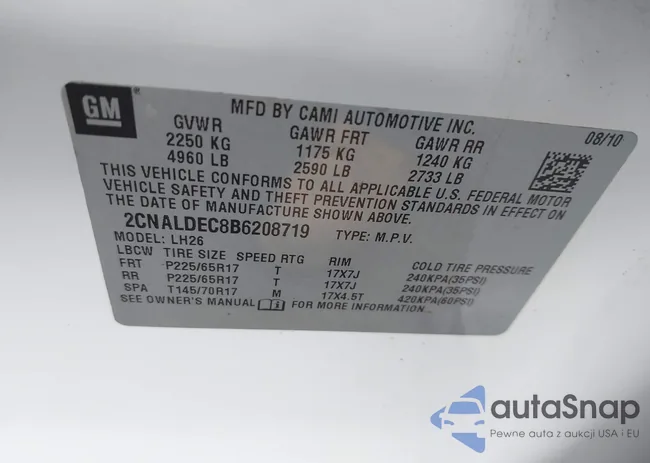 GM
MFD BY CAMI AUTOMOTIVE INC.
08/10
GVWR GAWR FRT GAWR RR
2250 KG 1175 KG 1240 KG
4960 LB 2590 LB 2733 LB
THIS VEHICLE CONFORMS TO ALL APPLICABLE U.S. FEDERAL MOTOR
VEHICLE SAFETY AND THEFT PREVENTION STANDARDS IN EFFECT ON
THE DATE OF MANUFACTURE SHOWN ABOVE.
2CNALDEC8B6208719 TYPE: M.P.V.
MODEL: LH26
LBCW TIRE SIZE SPEED RTG RIM COLD TIRE PRESSURE
FRT P225/65R17 T 17X7J 240KPA(35PSI)
RR P225/65R17 T 17X7J 240KPA(35PSI)
SPA T145/70R17 M 17X4.5T 420KPA(60PSI)
SEE OWNER'S MANUAL i FOR MORE INFORMATION...
autaSnap
Pewne auta z aukcji USA i EU